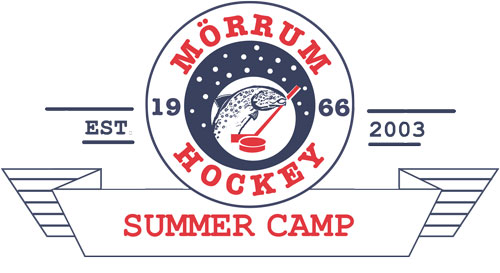 MÖRRUM
19 66
HOCKEY
EST. 2003
SUMMER CAMP